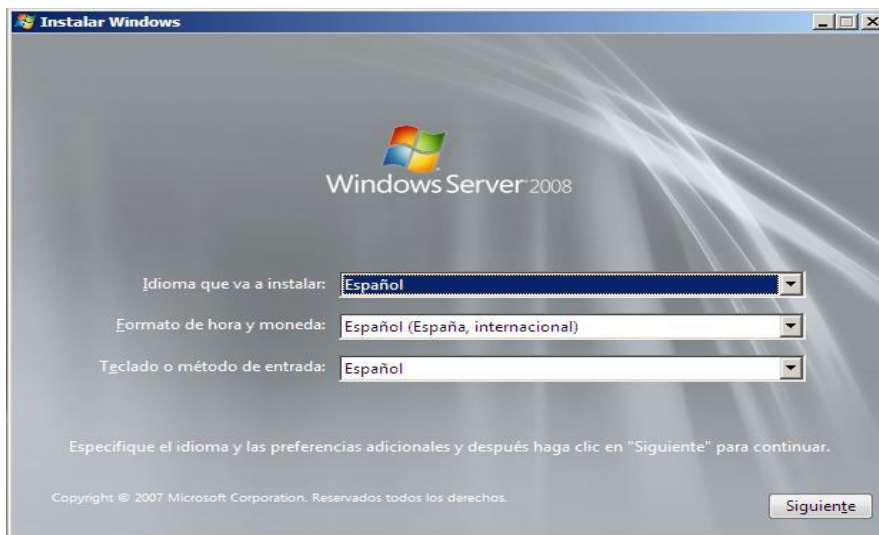 Instalar Windows
Windows Server 2008
Idioma que va a instalar: Español
Formato de hora y moneda: Español (España, internacional)
Teclado o método de entrada: Español
Especifique el idioma y las preferencias adicionales y después haga clic en "Siguiente" para continuar.
Copyright © 2007 Microsoft Corporation. Reservados todos los derechos.
Siguiente